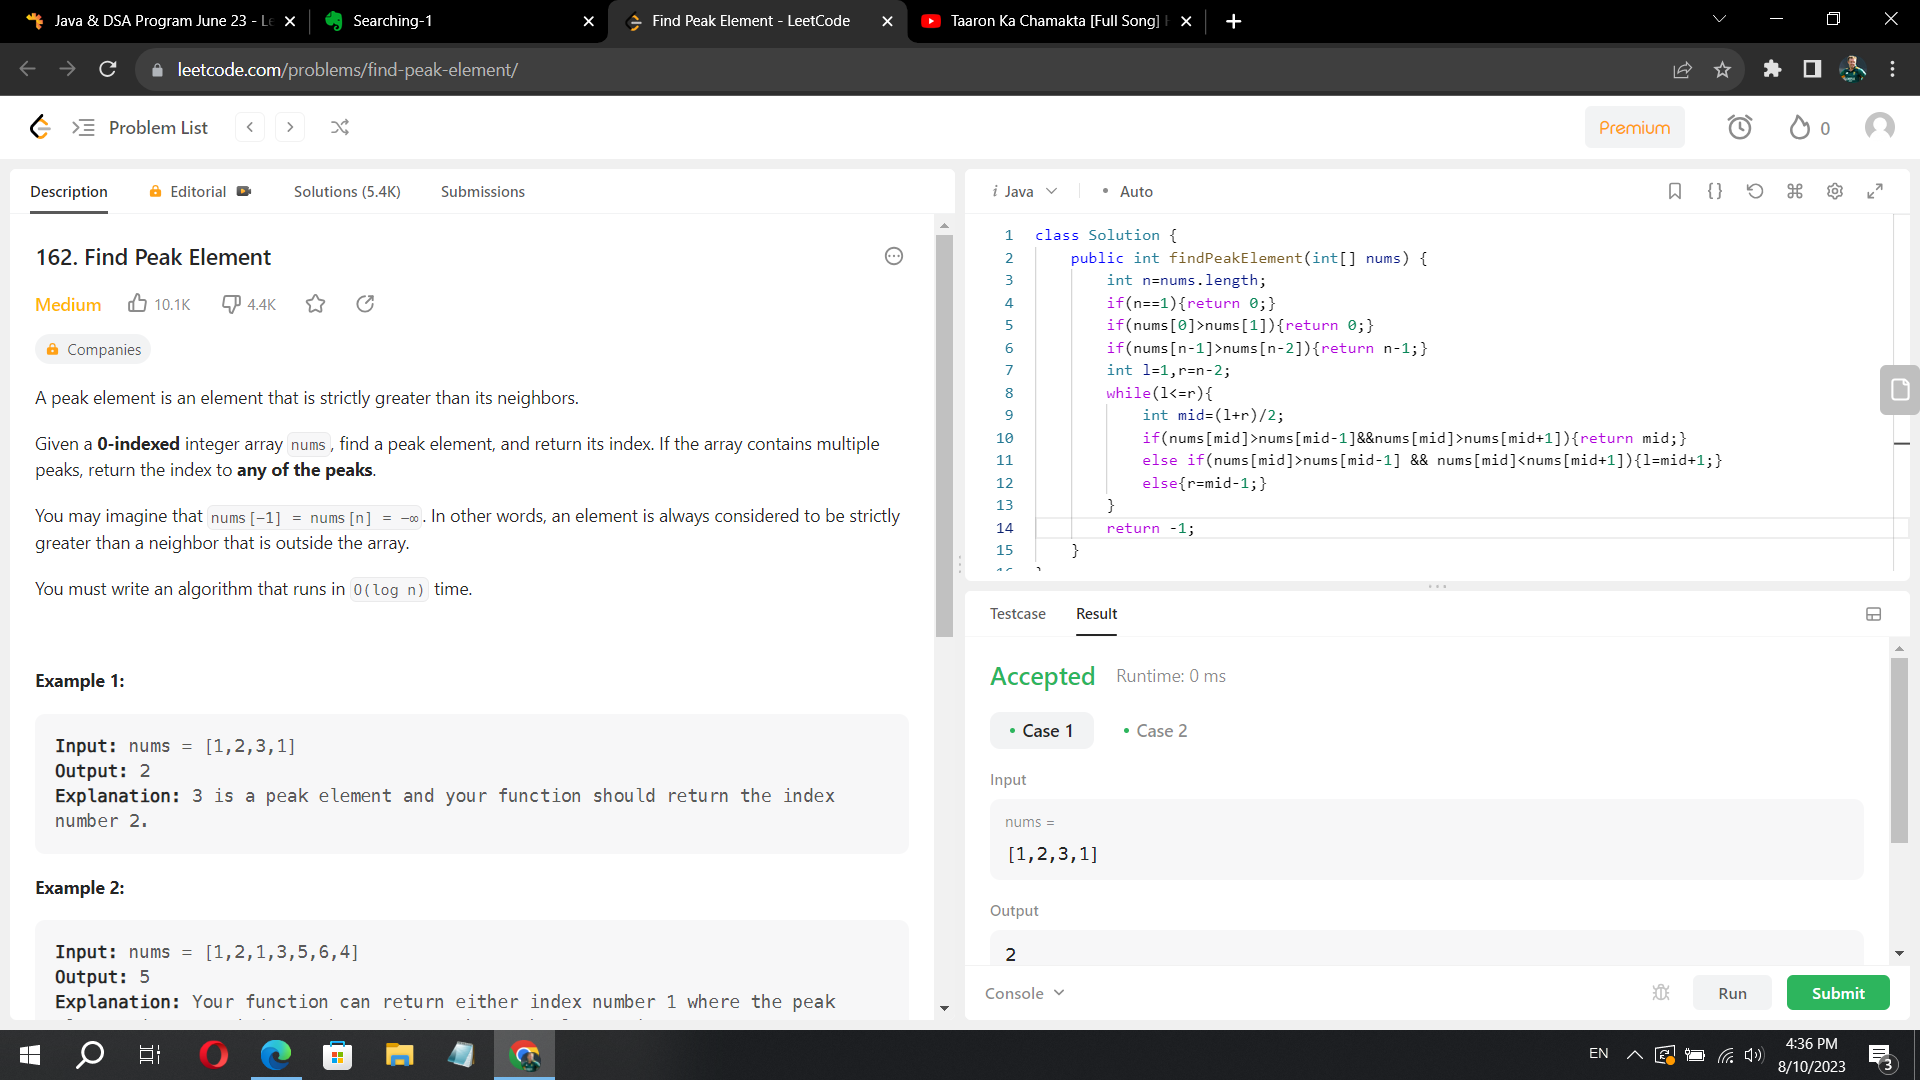 Java & DSA Program June 23 - Le
Searching-1
Find Peak Element - LeetCode
Taaron Ka Chamakta [Full Song]
leetcode.com/problems/find-peak-element/
Problem List
Premium
0
Description
Editorial
Solutions (5.4K)
Submissions
162. Find Peak Element
Medium
10.1K
4.4K
Companies
A peak element is an element that is strictly greater than its neighbors.
Given a 0-indexed integer array nums, find a peak element, and return its index. If the array contains multiple
peaks, return the index to any of the peaks.
You may imagine that nums[-1] = nums[n] = -∞. In other words, an element is always considered to be strictly
greater than a neighbor that is outside the array.
You must write an algorithm that runs in O(log n) time.
Example 1:
Input: nums = [1,2,3,1]
Output: 2
Explanation: 3 is a peak element and your function should return the index
number 2.
Example 2:
Input: nums = [1,2,1,3,5,6,4]
Output: 5
Explanation: Your function can return either index number 1 where the peak
i Java
• Auto
1 class Solution {
2 public int findPeakElement(int[] nums) {
3 int n=nums.length;
4 if(n==1){return 0;}
5 if(nums[0]>nums[1]){return 0;}
6 if(nums[n-1]>nums[n-2]){return n-1;}
7 int l=1,r=n-2;
8 while(l<=r){
9 int mid=(l+r)/2;
10 if(nums[mid]>nums[mid-1]&&nums[mid]>nums[mid+1]){return mid;}
11 else if(nums[mid]>nums[mid-1] && nums[mid]<nums[mid+1]){l=mid+1;}
12 else{r=mid-1;}
13 }
14 return -1;
15 }
Testcase
Result
Accepted
Runtime: 0 ms
• Case 1
• Case 2
Input
nums =
[1,2,3,1]
Output
2
Console
Run
Submit
EN
4:36 PM
8/10/2023
3